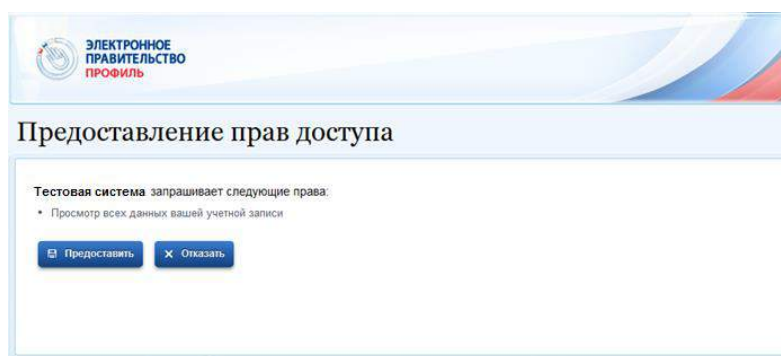 ЭЛЕКТРОННОЕ
ПРАВИТЕЛЬСТВО
ПРОФИЛЬ
Предоставление прав доступа
Тестовая система запрашивает следующие права:
• Просмотр всех данных вашей учетной записи
Предоставить
Отказать